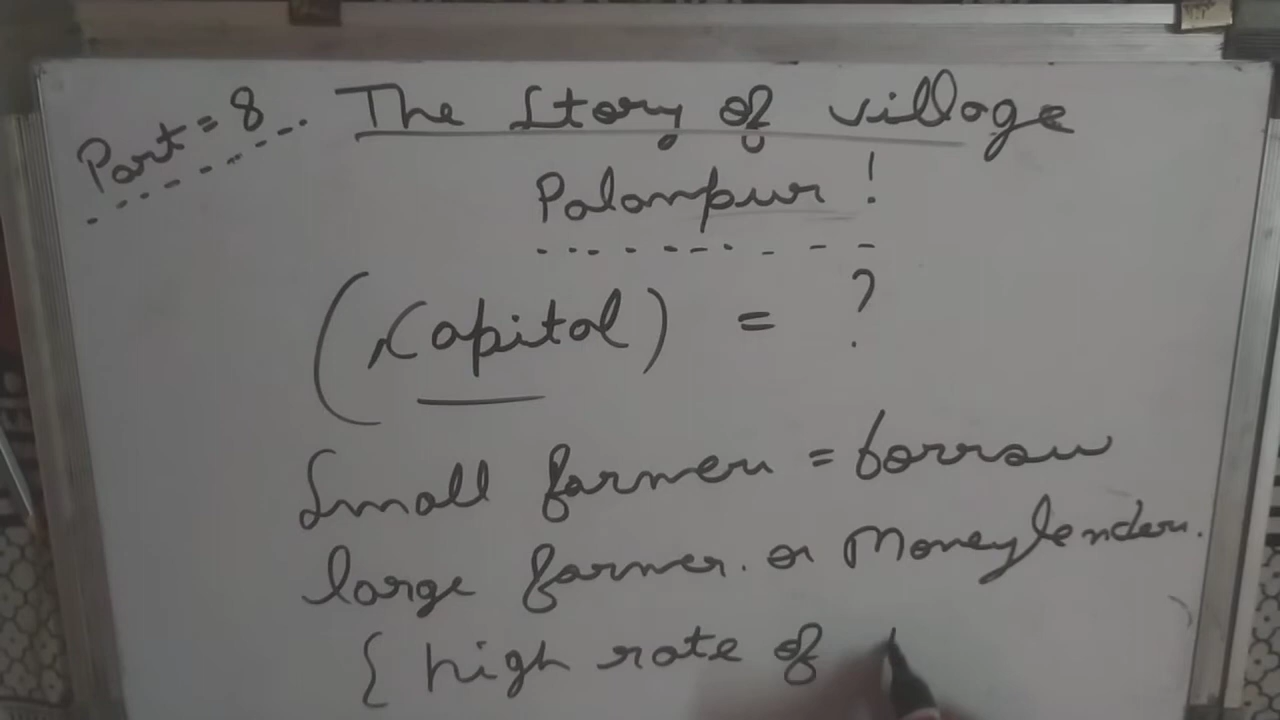 Part = 8
The Story of village
Palampur !
(Capital) = ?
Small farmer = borrow
large farmer. or Moneylender.
{ high rate of